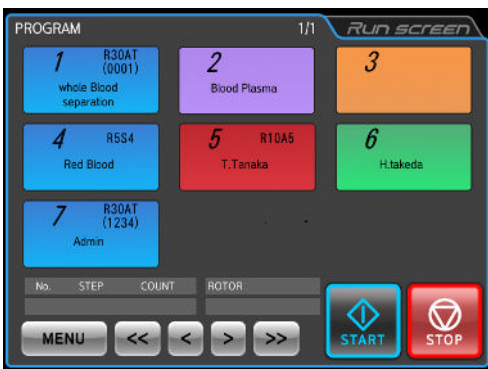 PROGRAM 1/1 Run screen
1 R30AT
(0001)
whole Blood
separation
2
Blood Plasma
3
4 R5S4
Red Blood
5 R10A5
T.Tanaka
6
H.takeda
7 R30AT
(1234)
Admin
No. STEP COUNT ROTOR
MENU << < > >> START STOP